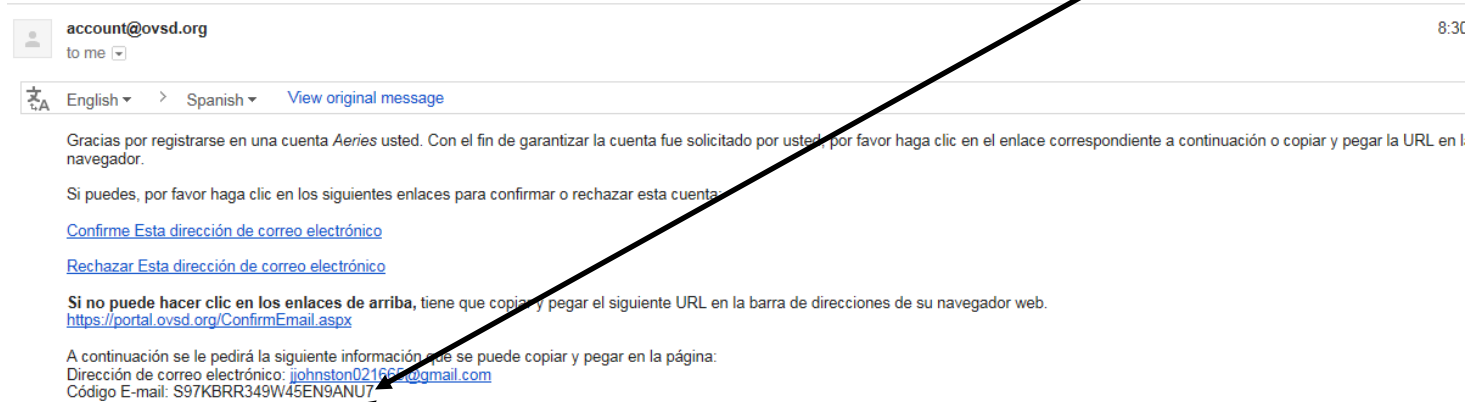 account@ovsd.org
8:30
to me
English > Spanish View original message
Gracias por registrarse en una cuenta Aeries usted. Con el fin de garantizar la cuenta fue solicitado por usted, por favor haga clic en el enlace correspondiente a continuación o copiar y pegar la URL en
navegador.
Si puedes, por favor haga clic en los siguientes enlaces para confirmar o rechazar esta cuenta:
Confirme Esta dirección de correo electrónico
Rechazar Esta dirección de correo electrónico
Si no puede hacer clic en los enlaces de arriba, tiene que copiar y pegar el siguiente URL en la barra de direcciones de su navegador web.
https://portal.ovsd.org/ConfirmEmail.aspx
A continuación se le pedirá la siguiente información que se puede copiar y pegar en la página:
Dirección de correo electrónico: jjohnston021665@gmail.com
Código E-mail: S97KBRR349W45EN9ANU7